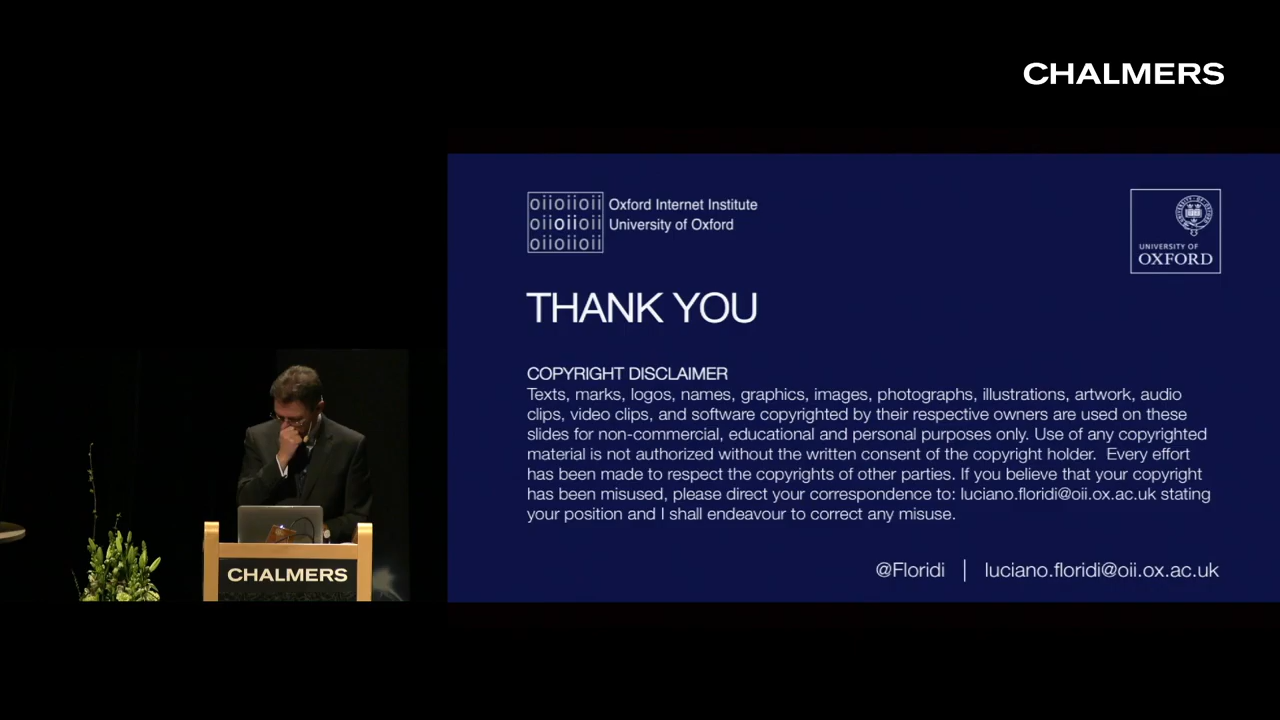 CHALMERS
oiioiioii
oiioiioii
oiioiioii
Oxford Internet Institute
University of Oxford
UNIVERSITY OF
OXFORD
THANK YOU
COPYRIGHT DISCLAIMER
Texts, marks, logos, names, graphics, images, photographs, illustrations, artwork, audio
clips, video clips, and software copyrighted by their respective owners are used on these
slides for non-commercial, educational and personal purposes only. Use of any copyrighted
material is not authorized without the written consent of the copyright holder.  Every effort
has been made to respect the copyrights of other parties. If you believe that your copyright
has been misused, please direct your correspondence to: luciano.floridi@oii.ox.ac.uk stating
your position and I shall endeavour to correct any misuse.
@Floridi | luciano.floridi@oii.ox.ac.uk
CHALMERS